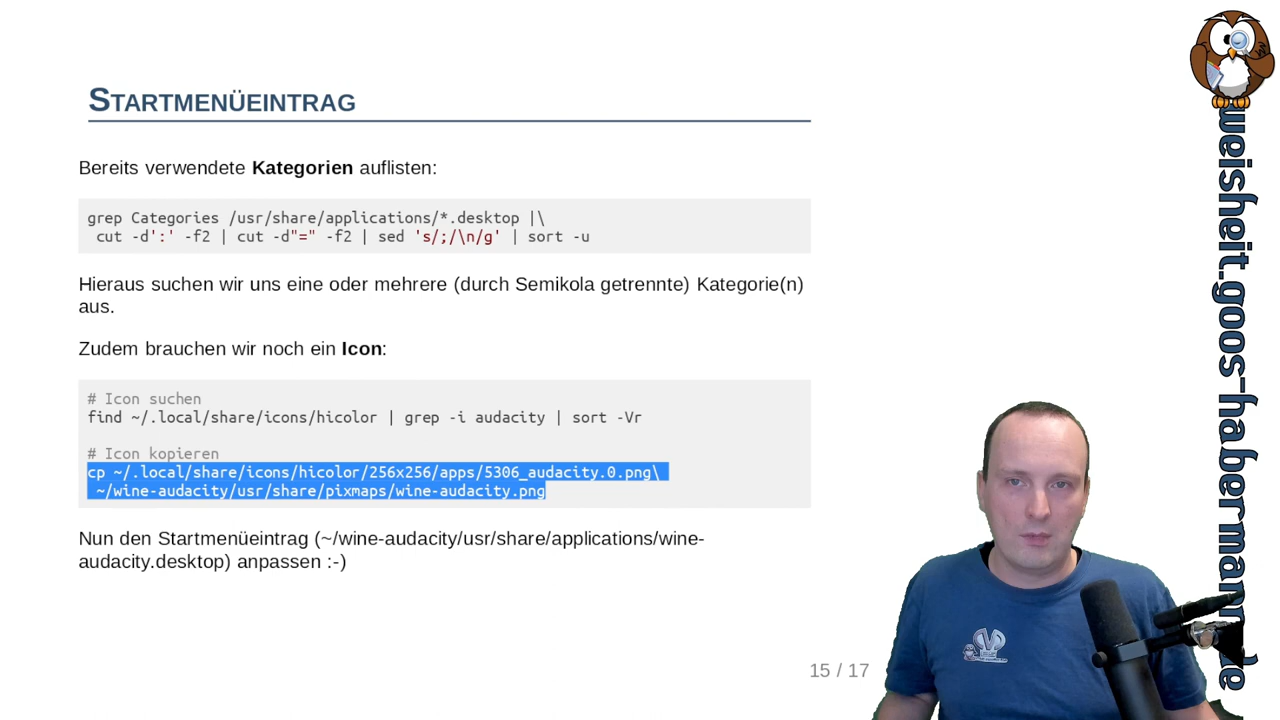 STARTMENÜEINTRAG
Bereits verwendete Kategorien auflisten:
grep Categories /usr/share/applications/*.desktop |\
cut -d':' -f2 | cut -d"=" -f2 | sed 's/;/\n/g' | sort -u
Hieraus suchen wir uns eine oder mehrere (durch Semikola getrennte) Kategorie(n)
aus.
Zudem brauchen wir noch ein Icon:
# Icon suchen
find ~/.local/share/icons/hicolor | grep -i audacity | sort -Vr
# Icon kopieren
cp ~/.local/share/icons/hicolor/256x256/apps/5306_audacity.0.png\
~/wine-audacity/usr/share/pixmaps/wine-audacity.png
Nun den Startmenüeintrag (~/wine-audacity/usr/share/applications/wine-
audacity.desktop) anpassen :-)
15 / 17